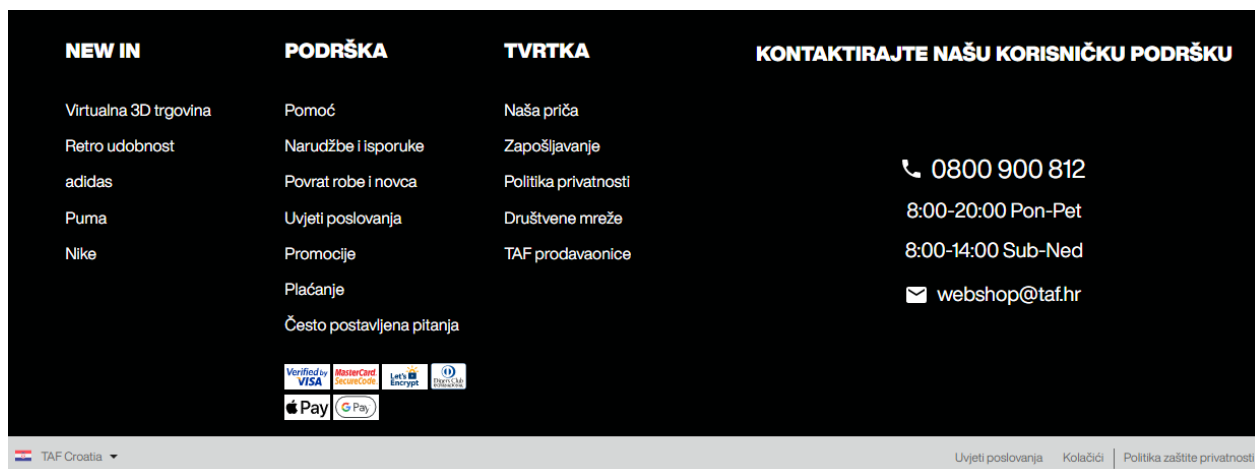 NEW IN
Virtualna 3D trgovina
Retro udobnost
adidas
Puma
Nike
PODRŠKA
Pomoć
Narudžbe i isporuke
Povrat robe i novca
Uvjeti poslovanja
Promocije
Plaćanje
Često postavljena pitanja
Verified by
VISA
MasterCard.
SecureCode.
Let's
Encrypt
Diners Club
INTERNATIONAL
Pay
G Pay
TVRTKA
Naša priča
Zapošljavanje
Politika privatnosti
Društvene mreže
TAF prodavaonice
KONTAKTIRAJTE NAŠU KORISNIČKU PODRŠKU
0800 900 812
8:00-20:00 Pon-Pet
8:00-14:00 Sub-Ned
webshop@taf.hr
TAF Croatia
Uvjeti poslovanja Kolačići Politika zaštite privatnosti